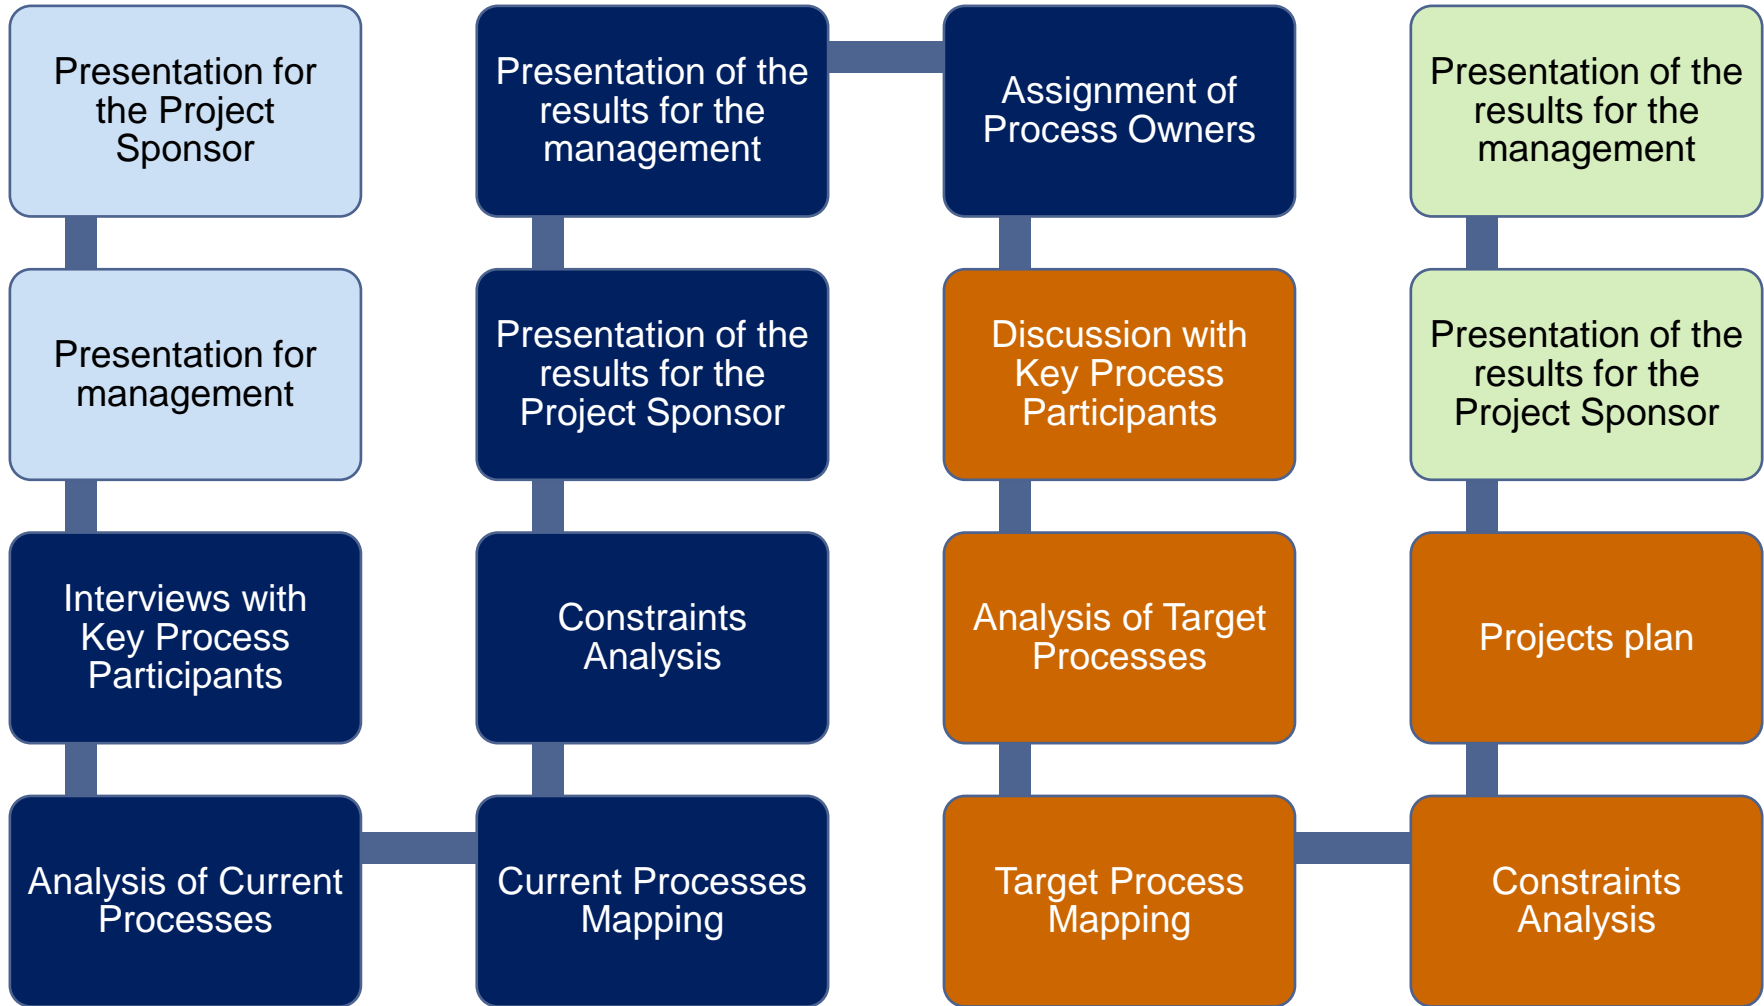 Presentation for
the Project
Sponsor
Presentation for
management
Interviews with
Key Process
Participants
Analysis of Current
Processes
Current Processes
Mapping
Constraints
Analysis
Presentation of the
results for the
Project Sponsor
Presentation of the
results for the
management
Assignment of
Process Owners
Discussion with
Key Process
Participants
Analysis of Target
Processes
Target Process
Mapping
Constraints
Analysis
Projects plan
Presentation of the
results for the
Project Sponsor
Presentation of the
results for the
management